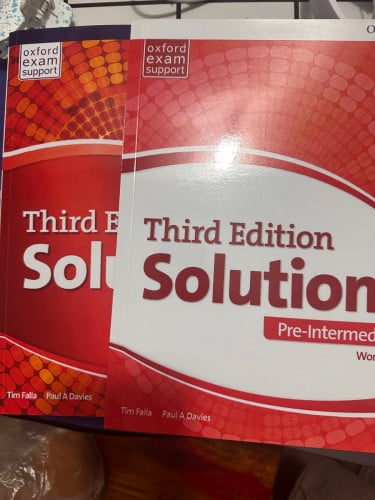 oxford
exam
support
Third E
Solu
Tim Falla Paul A Davies
oxford
exam
support
O
Third Edition
Solution
Pre-Intermed
Wor
Tim Falla Paul A Davies